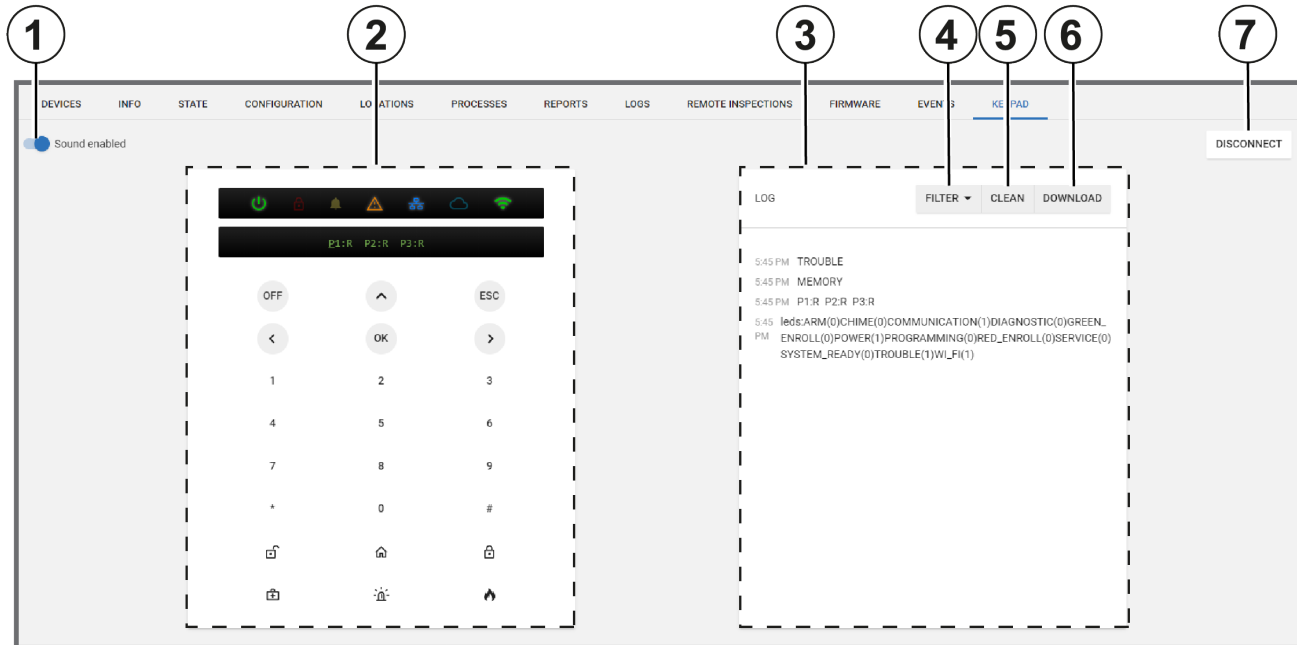 1 2 3 4 5 6 7
DEVICES INFO STATE CONFIGURATION LOCATIONS PROCESSES REPORTS LOGS REMOTE INSPECTIONS FIRMWARE EVENTS KEYPAD
Sound enabled
DISCONNECT
P1:R P2:R P3:R
OFF ESC
OK
1 2 3
4 5 6
7 8 9
* 0 #
LOG FILTER CLEAN DOWNLOAD
5:45 PM TROUBLE
5:45 PM MEMORY
5:45 PM P1:R P2:R P3:R
5:45 leds:ARM(0)CHIME(0)COMMUNICATION(1)DIAGNOSTIC(0)GREEN_
PM ENROLL(0)POWER(1)PROGRAMMING(0)RED_ENROLL(0)SERVICE(0)
SYSTEM_READY(0)TROUBLE(1)WI_FI(1)